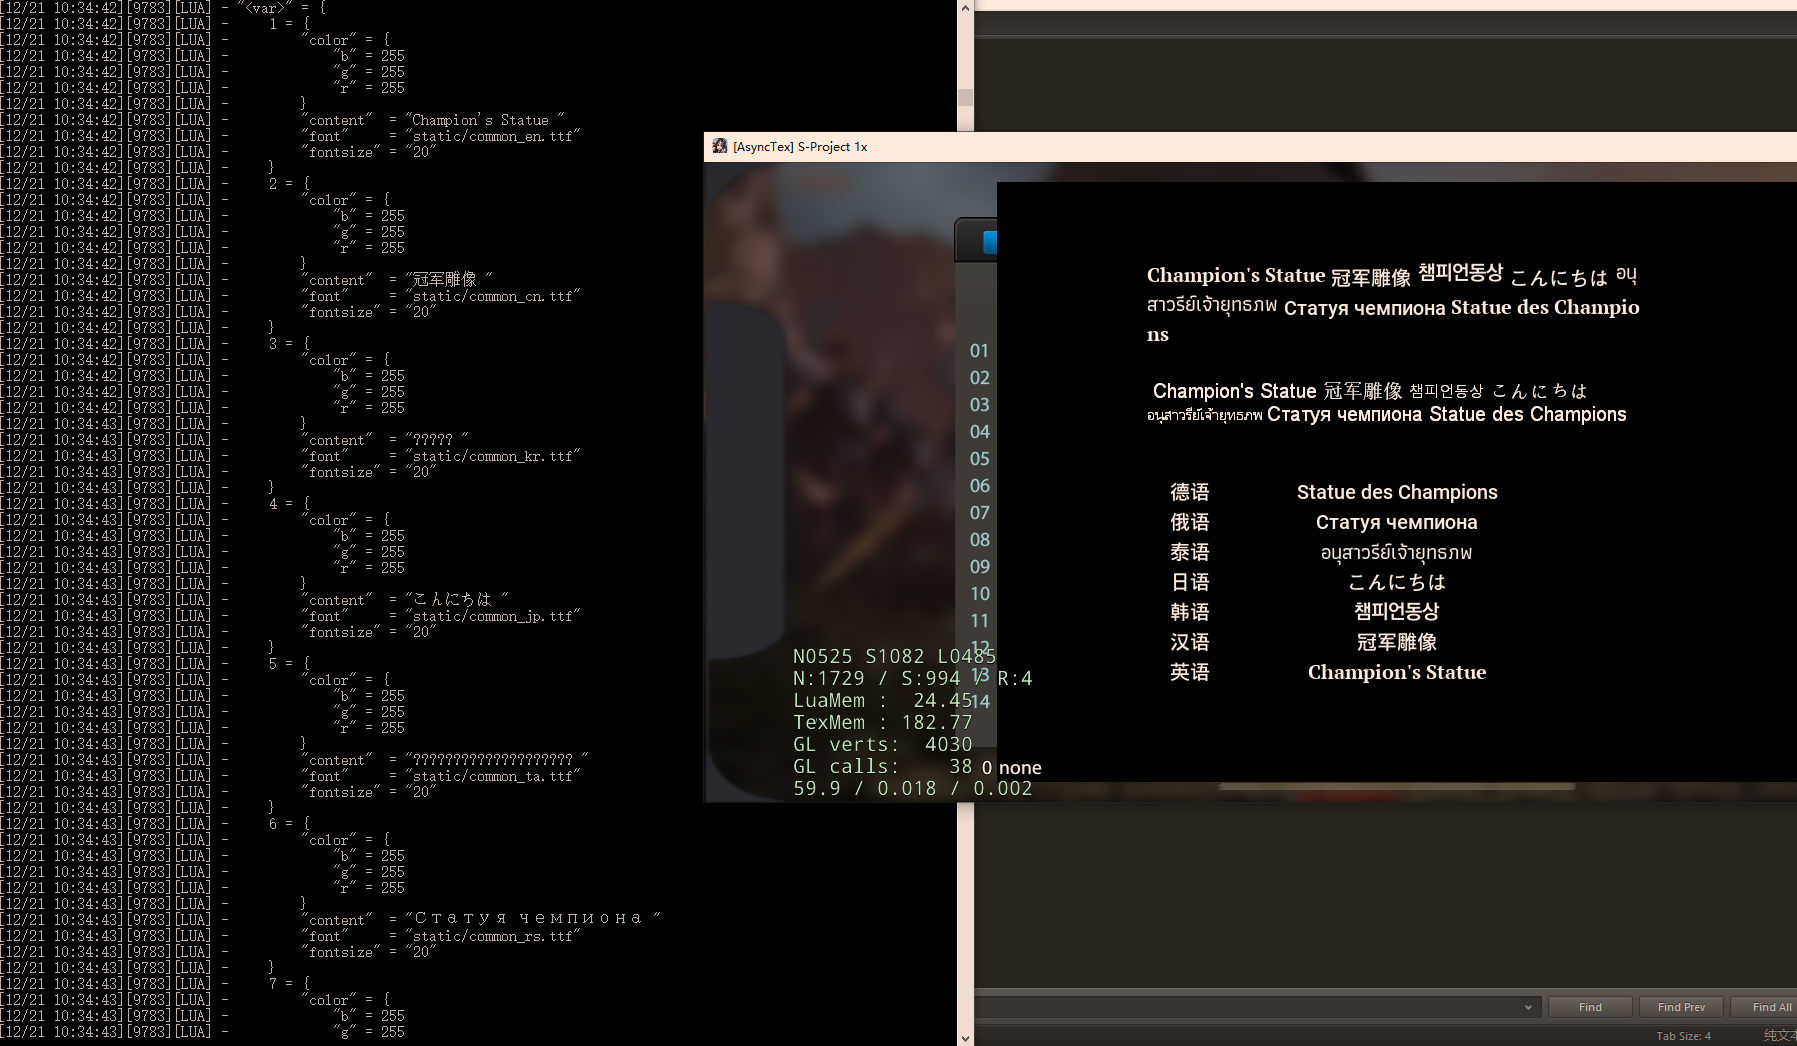 [12/21 10:34:42][9783][LUA] - "<var>" = {
[12/21 10:34:42][9783][LUA] - 1 = {
[12/21 10:34:42][9783][LUA] - "color" = {
[12/21 10:34:42][9783][LUA] - "b" = 255
[12/21 10:34:42][9783][LUA] - "g" = 255
[12/21 10:34:42][9783][LUA] - "r" = 255
[12/21 10:34:42][9783][LUA] - }
[12/21 10:34:42][9783][LUA] - "content" = "Champion's Statue "
[12/21 10:34:42][9783][LUA] - "font" = "static/common_en.ttf"
[12/21 10:34:42][9783][LUA] - "fontsize" = "20"
[12/21 10:34:42][9783][LUA] - }
[12/21 10:34:42][9783][LUA] - 2 = {
[12/21 10:34:42][9783][LUA] - "color" = {
[12/21 10:34:42][9783][LUA] - "b" = 255
[12/21 10:34:42][9783][LUA] - "g" = 255
[12/21 10:34:42][9783][LUA] - "r" = 255
[12/21 10:34:42][9783][LUA] - }
[12/21 10:34:42][9783][LUA] - "content" = "冠军雕像 "
[12/21 10:34:42][9783][LUA] - "font" = "static/common_cn.ttf"
[12/21 10:34:42][9783][LUA] - "fontsize" = "20"
[12/21 10:34:42][9783][LUA] - }
[12/21 10:34:42][9783][LUA] - 3 = {
[12/21 10:34:42][9783][LUA] - "color" = {
[12/21 10:34:42][9783][LUA] - "b" = 255
[12/21 10:34:42][9783][LUA] - "g" = 255
[12/21 10:34:42][9783][LUA] - "r" = 255
[12/21 10:34:42][9783][LUA] - }
[12/21 10:34:42][9783][LUA] - "content" = "????? "
[12/21 10:34:43][9783][LUA] - "font" = "static/common_kr.ttf"
[12/21 10:34:43][9783][LUA] - "fontsize" = "20"
[12/21 10:34:43][9783][LUA] - }
[12/21 10:34:43][9783][LUA] - 4 = {
[12/21 10:34:43][9783][LUA] - "color" = {
[12/21 10:34:43][9783][LUA] - "b" = 255
[12/21 10:34:43][9783][LUA] - "g" = 255
[12/21 10:34:43][9783][LUA] - "r" = 255
[12/21 10:34:43][9783][LUA] - }
[12/21 10:34:43][9783][LUA] - "content" = "こんにちは "
[12/21 10:34:43][9783][LUA] - "font" = "static/common_jp.ttf"
[12/21 10:34:43][9783][LUA] - "fontsize" = "20"
[12/21 10:34:43][9783][LUA] - }
[12/21 10:34:43][9783][LUA] - 5 = {
[12/21 10:34:43][9783][LUA] - "color" = {
[12/21 10:34:43][9783][LUA] - "b" = 255
[12/21 10:34:43][9783][LUA] - "g" = 255
[12/21 10:34:43][9783][LUA] - "r" = 255
[12/21 10:34:43][9783][LUA] - }
[12/21 10:34:43][9783][LUA] - "content" = "???????????????????? "
[12/21 10:34:43][9783][LUA] - "font" = "static/common_ta.ttf"
[12/21 10:34:43][9783][LUA] - "fontsize" = "20"
[12/21 10:34:43][9783][LUA] - }
[12/21 10:34:43][9783][LUA] - 6 = {
[12/21 10:34:43][9783][LUA] - "color" = {
[12/21 10:34:43][9783][LUA] - "b" = 255
[12/21 10:34:43][9783][LUA] - "g" = 255
[12/21 10:34:43][9783][LUA] - "r" = 255
[12/21 10:34:43][9783][LUA] - }
[12/21 10:34:43][9783][LUA] - "content" = "Статуя чемпиона "
[12/21 10:34:43][9783][LUA] - "font" = "static/common_rs.ttf"
[12/21 10:34:43][9783][LUA] - "fontsize" = "20"
[12/21 10:34:43][9783][LUA] - }
[12/21 10:34:43][9783][LUA] - 7 = {
[12/21 10:34:43][9783][LUA] - "color" = {
[12/21 10:34:43][9783][LUA] - "b" = 255
[12/21 10:34:43][9783][LUA] - "g" = 255
[AsyncTex] S-Project 1x
01
02
03
04
05
06
07
08
09
10
11
12
13
14
N0525 S1082 L0485
N:1729 / S:994 / R:4
LuaMem : 24.45
TexMem : 182.77
GL verts: 4030
GL calls: 38
59.9 / 0.018 / 0.002
0 none
Champion's Statue 冠军雕像 챔피언동상 こんにちは อนุ
สาวรีย์เจ้ายุทธภพ Статуя чемпиона Statue des Champio
ns
Champion's Statue 冠军雕像 챔피언동상 こんにちは
อนุสาวรีย์เจ้ายุทธภพ Статуя чемпиона Statue des Champions
德语 Statue des Champions
俄语 Статуя чемпиона
泰语 อนุสาวรีย์เจ้ายุทธภพ
日语 こんにちは
韩语 챔피언동상
汉语 冠军雕像
英语 Champion's Statue
Find Find Prev Find All
Tab Size: 4 纯文本